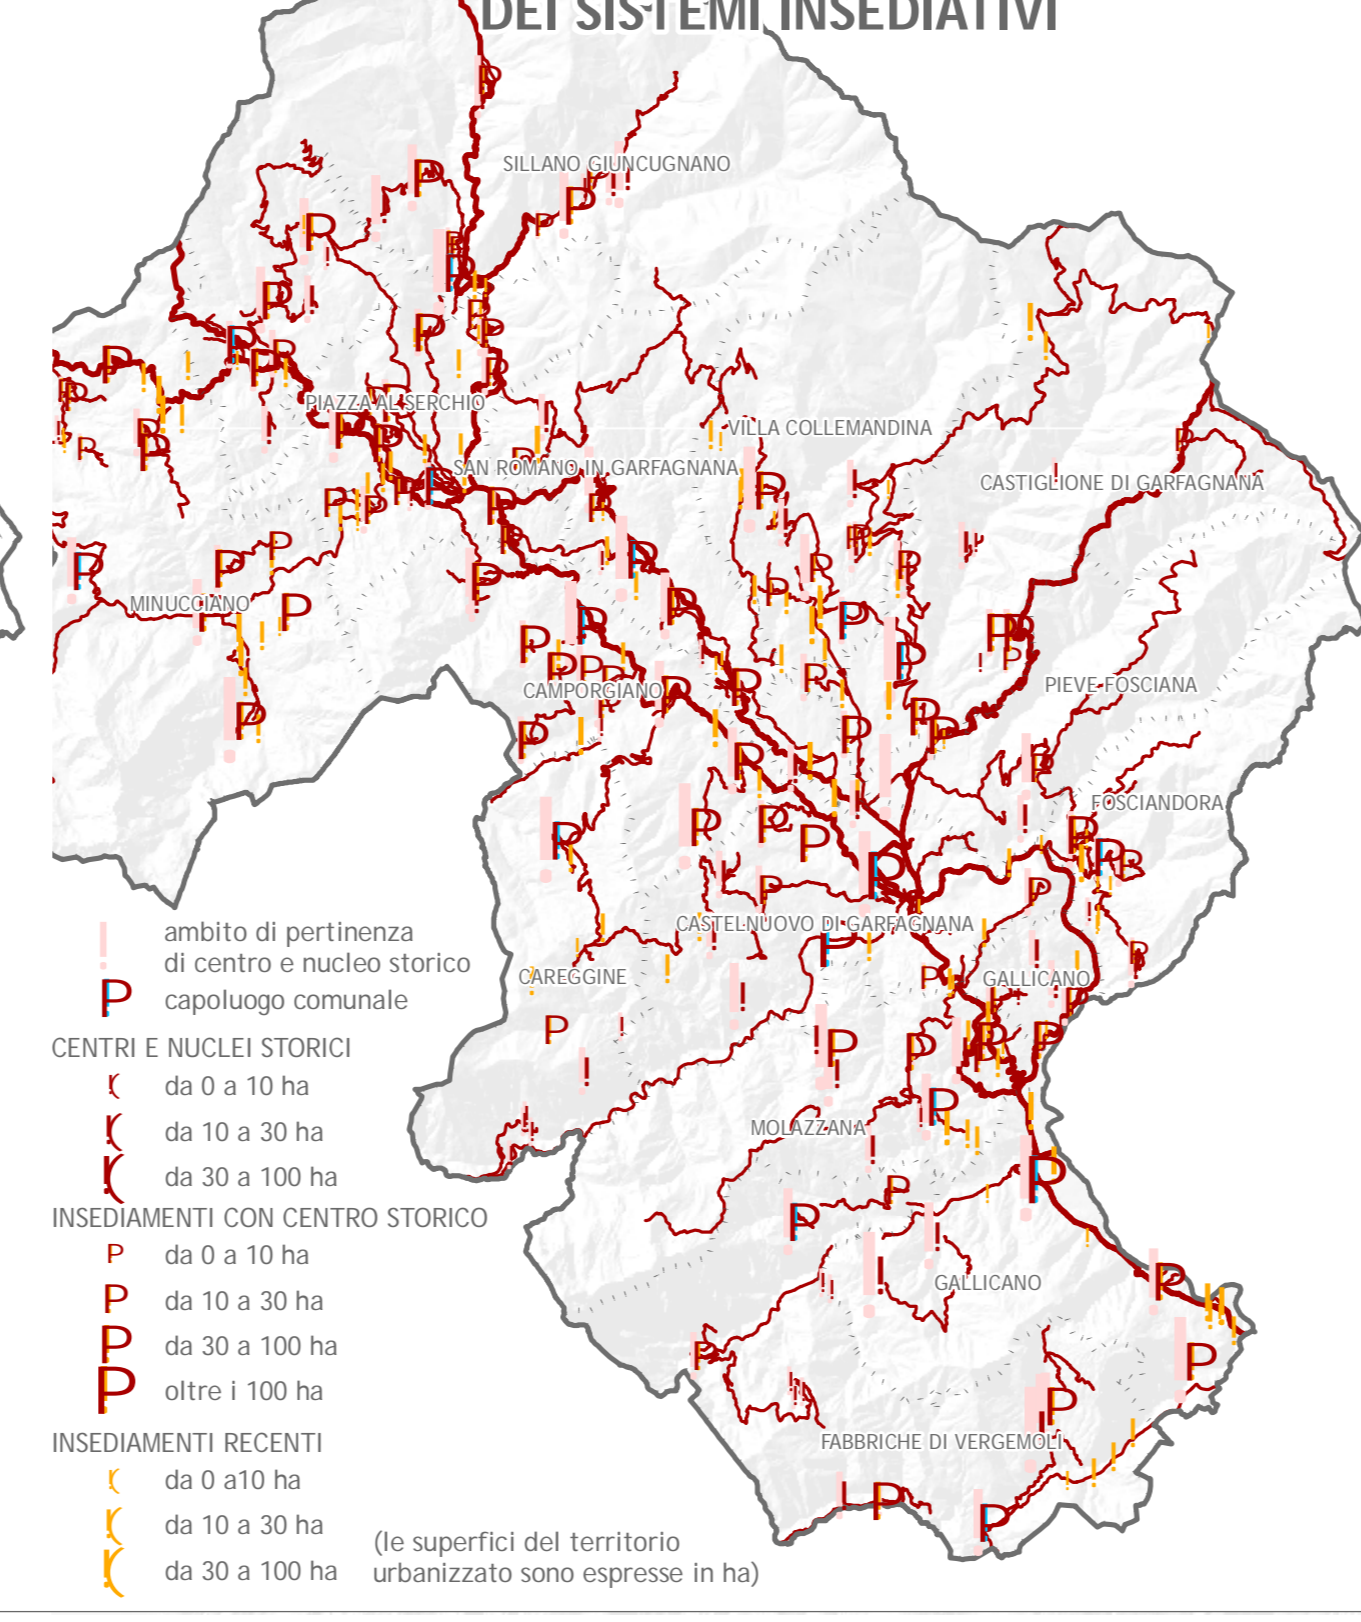 DEI SISTEMI INSEDIATIVI
SILLANO GIUNCUGNANO
PIAZZA AL SERCHIO
VILLA COLLEMANDINA
SAN ROMANO IN GARFAGNANA
CASTIGLIONE DI GARFAGNANA
MINUCCIANO
CAMPORGIANO
PIEVE FOSCIANA
FOSCIANDORA
CASTELNUOVO DI GARFAGNANA
CAREGGINE
GALLICANO
MOLAZZANA
GALLICANO
FABBRICHE DI VERGEMOLI
ambito di pertinenza
di centro e nucleo storico
capoluogo comunale
CENTRI E NUCLEI STORICI
da 0 a 10 ha
da 10 a 30 ha
da 30 a 100 ha
INSEDIAMENTI CON CENTRO STORICO
P da 0 a 10 ha
P da 10 a 30 ha
P da 30 a 100 ha
P oltre i 100 ha
INSEDIAMENTI RECENTI
da 0 a10 ha
da 10 a 30 ha
da 30 a 100 ha
(le superfici del territorio
urbanizzato sono espresse in ha)